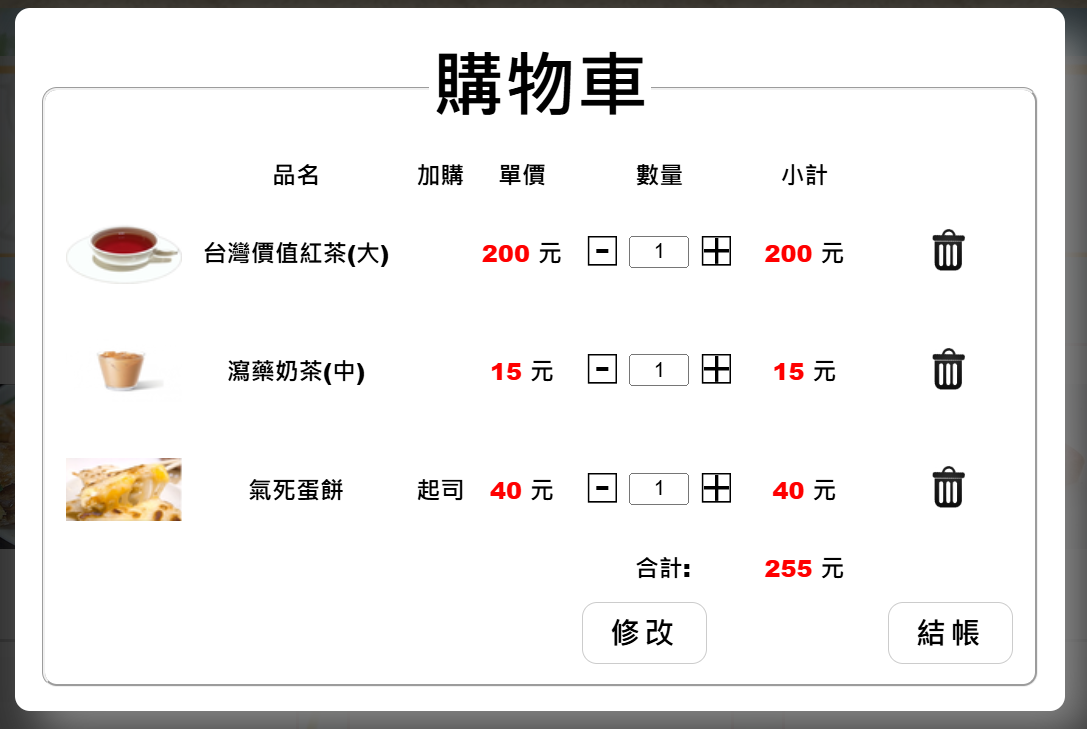 購物車
品名 加購 單價 數量 小計
台灣價值紅茶(大) 200 元 - 1 + 200 元
瀉藥奶茶(中) 15 元 - 1 + 15 元
氣死蛋餅 起司 40 元 - 1 + 40 元
合計: 255 元
修改 結帳